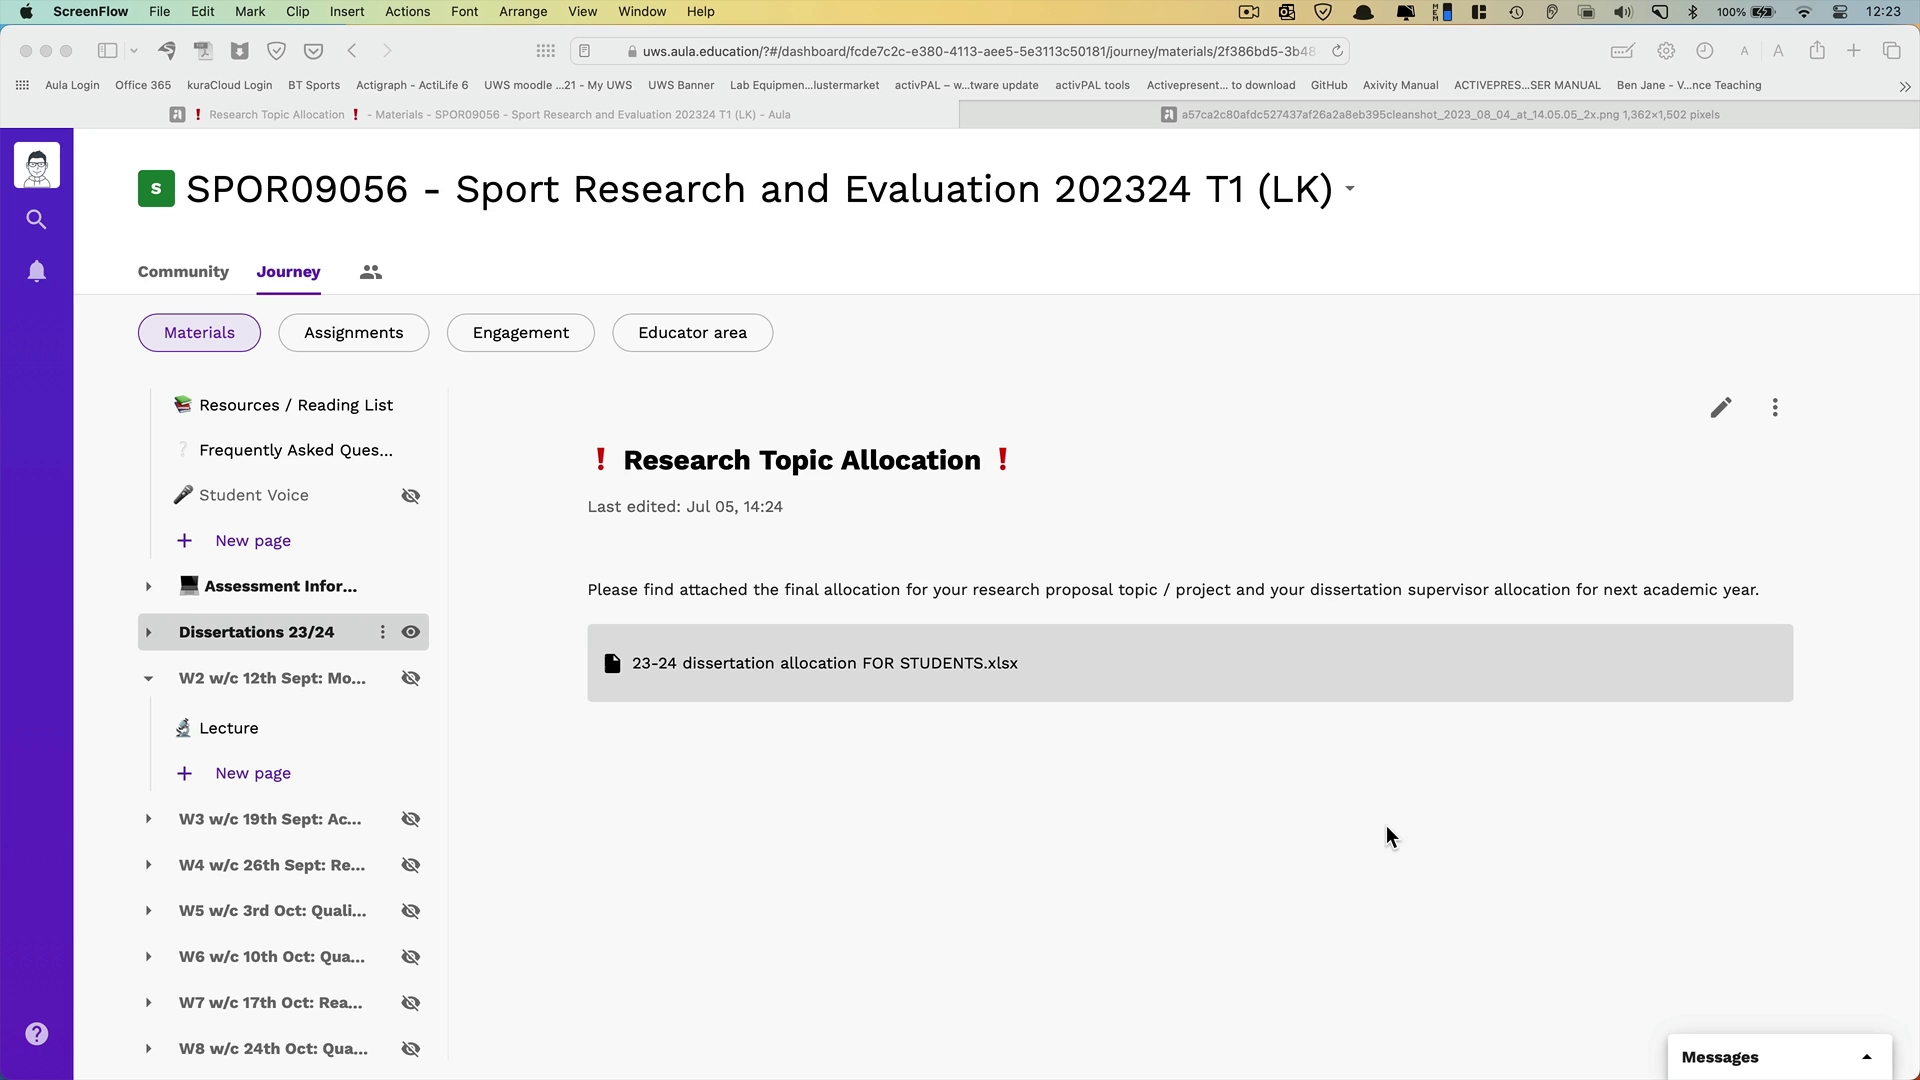 ScreenFlow File Edit Mark Clip Insert Actions Font Arrange View Window Help 100% 12:23
uws.aula.education/?#/dashboard/fcde7c2c-e380-4113-aee5-5e3113c50181/journey/materials/2f386bd5-3b48 A A
Aula Login Office 365 kuraCloud Login BT Sports Actigraph - ActiLife 6 UWS moodle ...21 - My UWS UWS Banner Lab Equipmen...lustermarket activPAL – w...tware update activPAL tools Activepresent... to download GitHub Axivity Manual ACTIVEPRES...SER MANUAL Ben Jane - V...nce Teaching
❗ Research Topic Allocation ❗ - Materials - SPOR09056 - Sport Research and Evaluation 202324 T1 (LK) - Aula a57ca2c80afdc527437af26a2a8eb395cleanshot_2023_08_04_at_14.05.05_2x.png 1,362×1,502 pixels
S SPOR09056 - Sport Research and Evaluation 202324 T1 (LK)
Community Journey
Materials Assignments Engagement Educator area
Resources / Reading List
❔ Frequently Asked Ques...
Student Voice
+ New page
Assessment Infor...
Dissertations 23/24
W2 w/c 12th Sept: Mo...
Lecture
+ New page
W3 w/c 19th Sept: Ac...
W4 w/c 26th Sept: Re...
W5 w/c 3rd Oct: Quali...
W6 w/c 10th Oct: Qua...
W7 w/c 17th Oct: Rea...
W8 w/c 24th Oct: Qua...
❗ Research Topic Allocation ❗
Last edited: Jul 05, 14:24
Please find attached the final allocation for your research proposal topic / project and your dissertation supervisor allocation for next academic year.
23-24 dissertation allocation FOR STUDENTS.xlsx
Messages